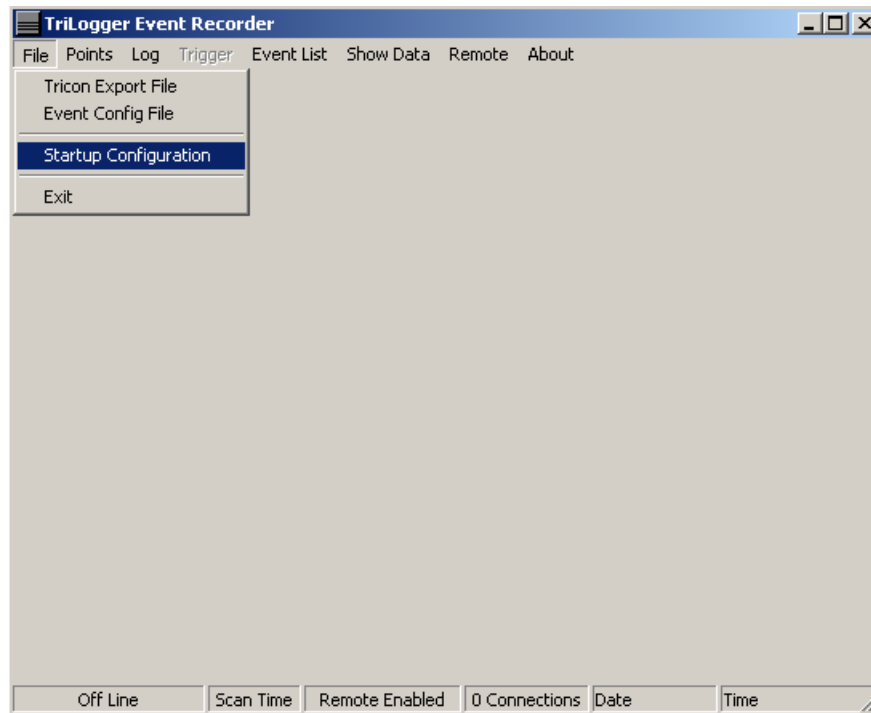 TriLogger Event Recorder
File Points Log Trigger Event List Show Data Remote About
Tricon Export File
Event Config File
Startup Configuration
Exit
Off Line Scan Time Remote Enabled 0 Connections Date Time